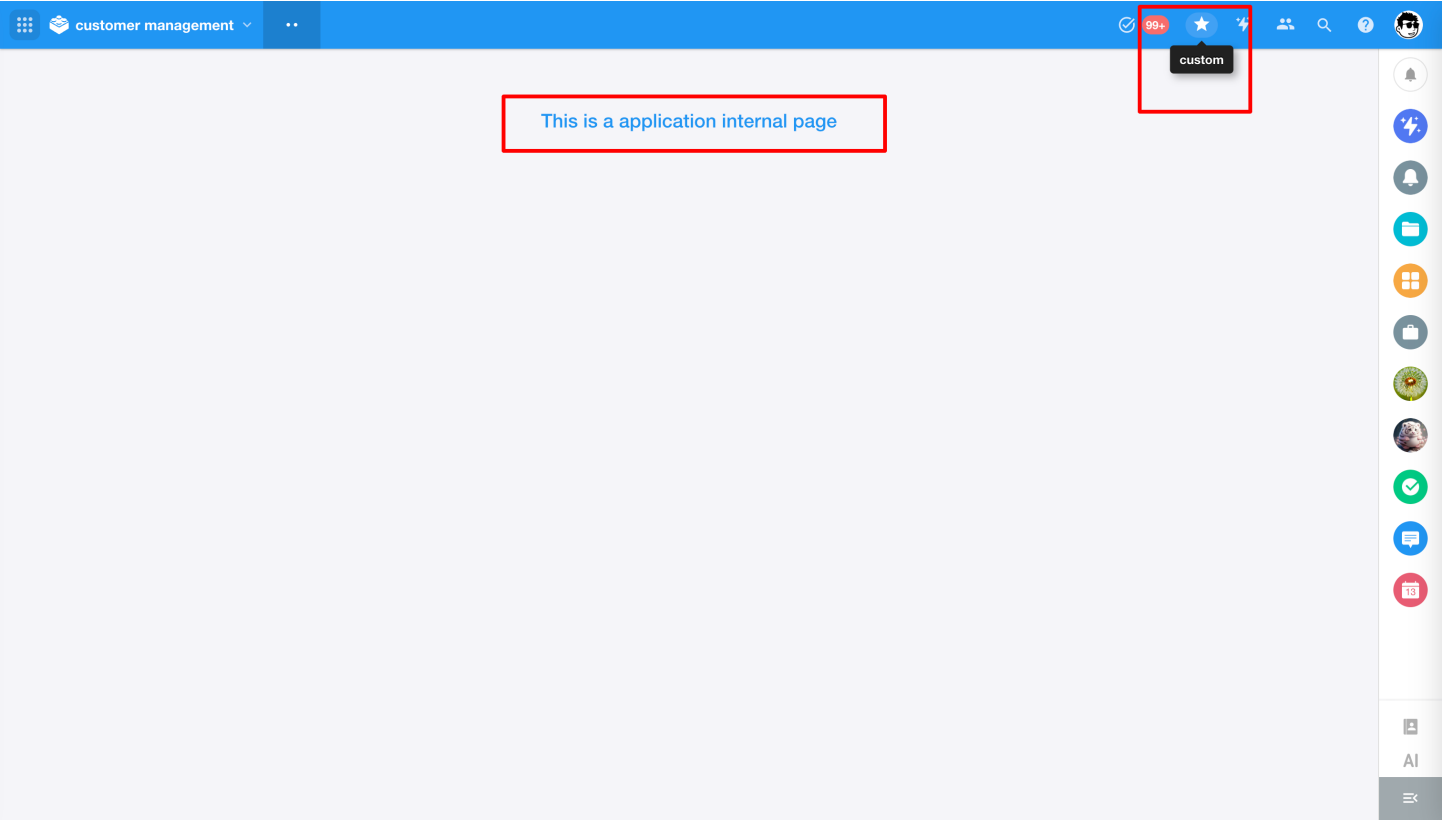 customer management
99+
custom
This is a application internal page
13
AI